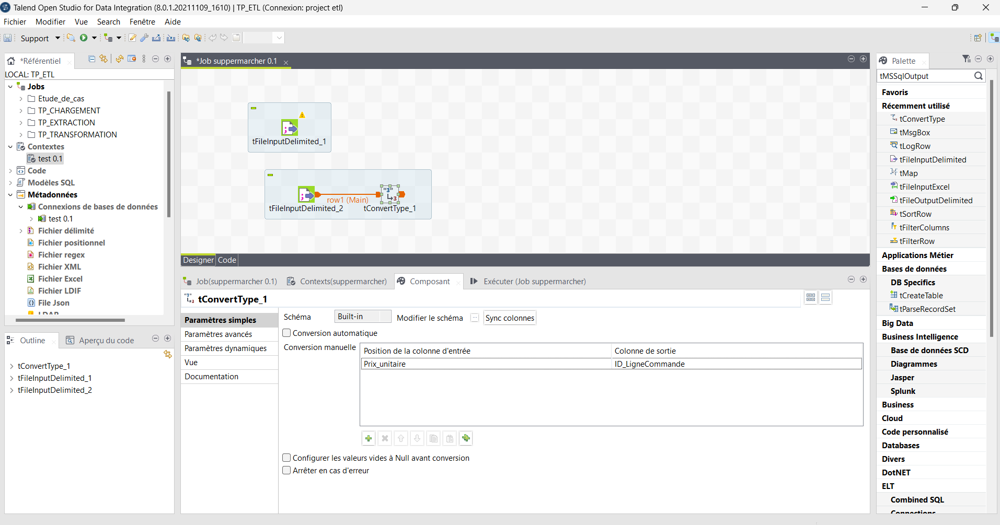 Talend Open Studio for Data Integration (8.0.1.20211109_1610) | TP_ETL (Connexion: project etl)
Fichier Modifier Vue Search Fenêtre Aide
Support
*Référentiel
LOCAL: TP_ETL
Jobs
Etude_de_cas
TP_CHARGEMENT
TP_EXTRACTION
TP_TRANSFORMATION
Contextes
test 0.1
Code
Modèles SQL
Métadonnées
Connexions de bases de données
test 0.1
Fichier délimité
Fichier positionnel
Fichier regex
Fichier XML
Fichier Excel
Fichier LDIF
File Json
LDAP
Outline Aperçu du code
tConvertType_1
tFileInputDelimited_1
tFileInputDelimited_2
*Job suppermarcher 0.1
tFileInputDelimited_1
"3"
3
row1 (Main)
tFileInputDelimited_2 tConvertType_1
Designer Code
Job(suppermarcher 0.1) Contexts(suppermarcher) Composant Exécuter (Job suppermarcher)
tConvertType_1
Paramètres simples
Paramètres avancés
Paramètres dynamiques
Vue
Documentation
Schéma Built-in Modifier le schéma ... Sync colonnes
Conversion automatique
Conversion manuelle
Position de la colonne d'entrée Colonne de sortie
Prix_unitaire ID_LigneCommande
Configurer les valeurs vides à Null avant conversion
Arrêter en cas d'erreur
Palette
tMSSqlOutput
Favoris
Récemment utilisé
tConvertType
tMsgBox
tLogRow
tFileInputDelimited
tMap
tFileInputExcel
tFileOutputDelimited
tSortRow
tFilterColumns
tFilterRow
Applications Métier
Bases de données
DB Specifics
tCreateTable
tParseRecordSet
Big Data
Business Intelligence
Base de données SCD
Diagrammes
Jasper
Splunk
Business
Cloud
Code personnalisé
Databases
Divers
DotNET
ELT
Combined SQL
Connections